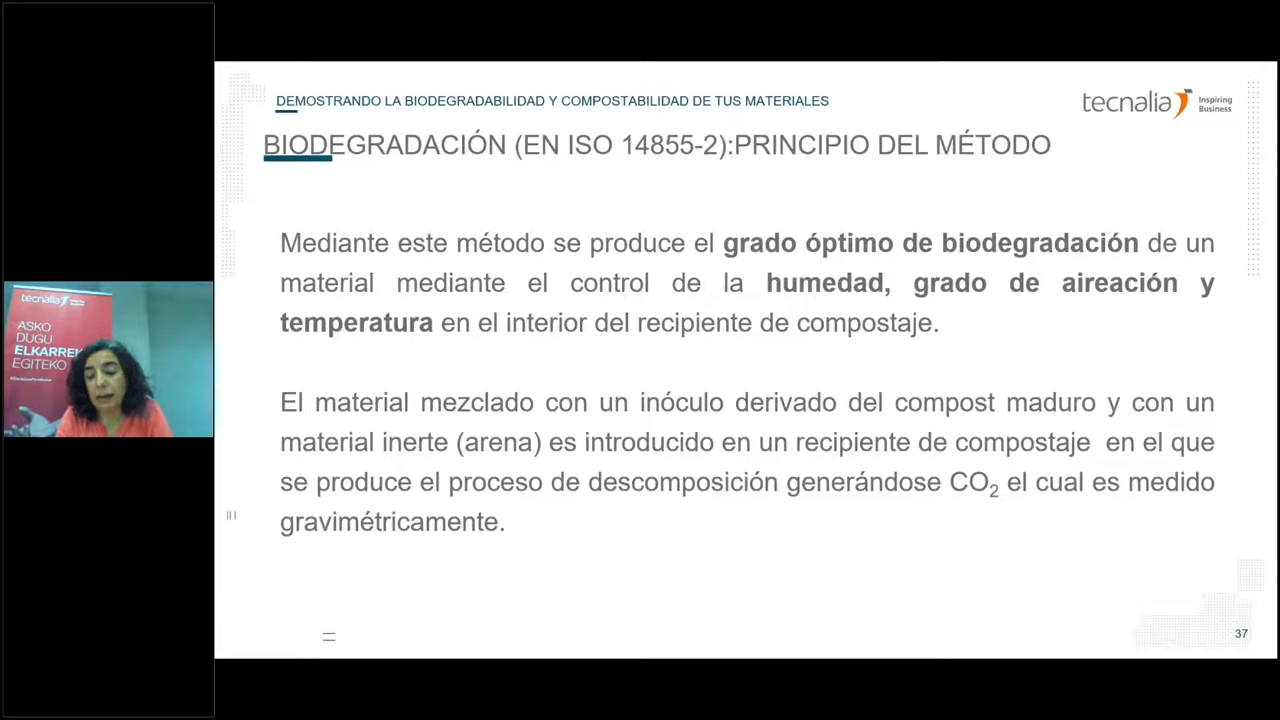 DEMOSTRANDO LA BIODEGRADABILIDAD Y COMPOSTABILIDAD DE TUS MATERIALES
tecnalia Inspiring
Business
BIODEGRADACIÓN (EN ISO 14855-2):PRINCIPIO DEL MÉTODO
Mediante este método se produce el grado óptimo de biodegradación de un
material mediante el control de la humedad, grado de aireación y
temperatura en el interior del recipiente de compostaje.
El material mezclado con un inóculo derivado del compost maduro y con un
material inerte (arena) es introducido en un recipiente de compostaje en el que
se produce el proceso de descomposición generándose CO₂ el cual es medido
gravimétricamente.
37
tecnalia
ASKO
DUGU
ELKARREK
EGITEKO